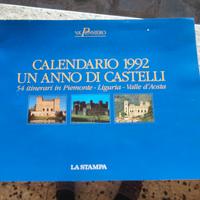 CALENDARIO 1992
UN ANNO DI CASTELLI
54 itinerari in Piemonte - Liguria - Valle d'Aosta
LA STAMPA